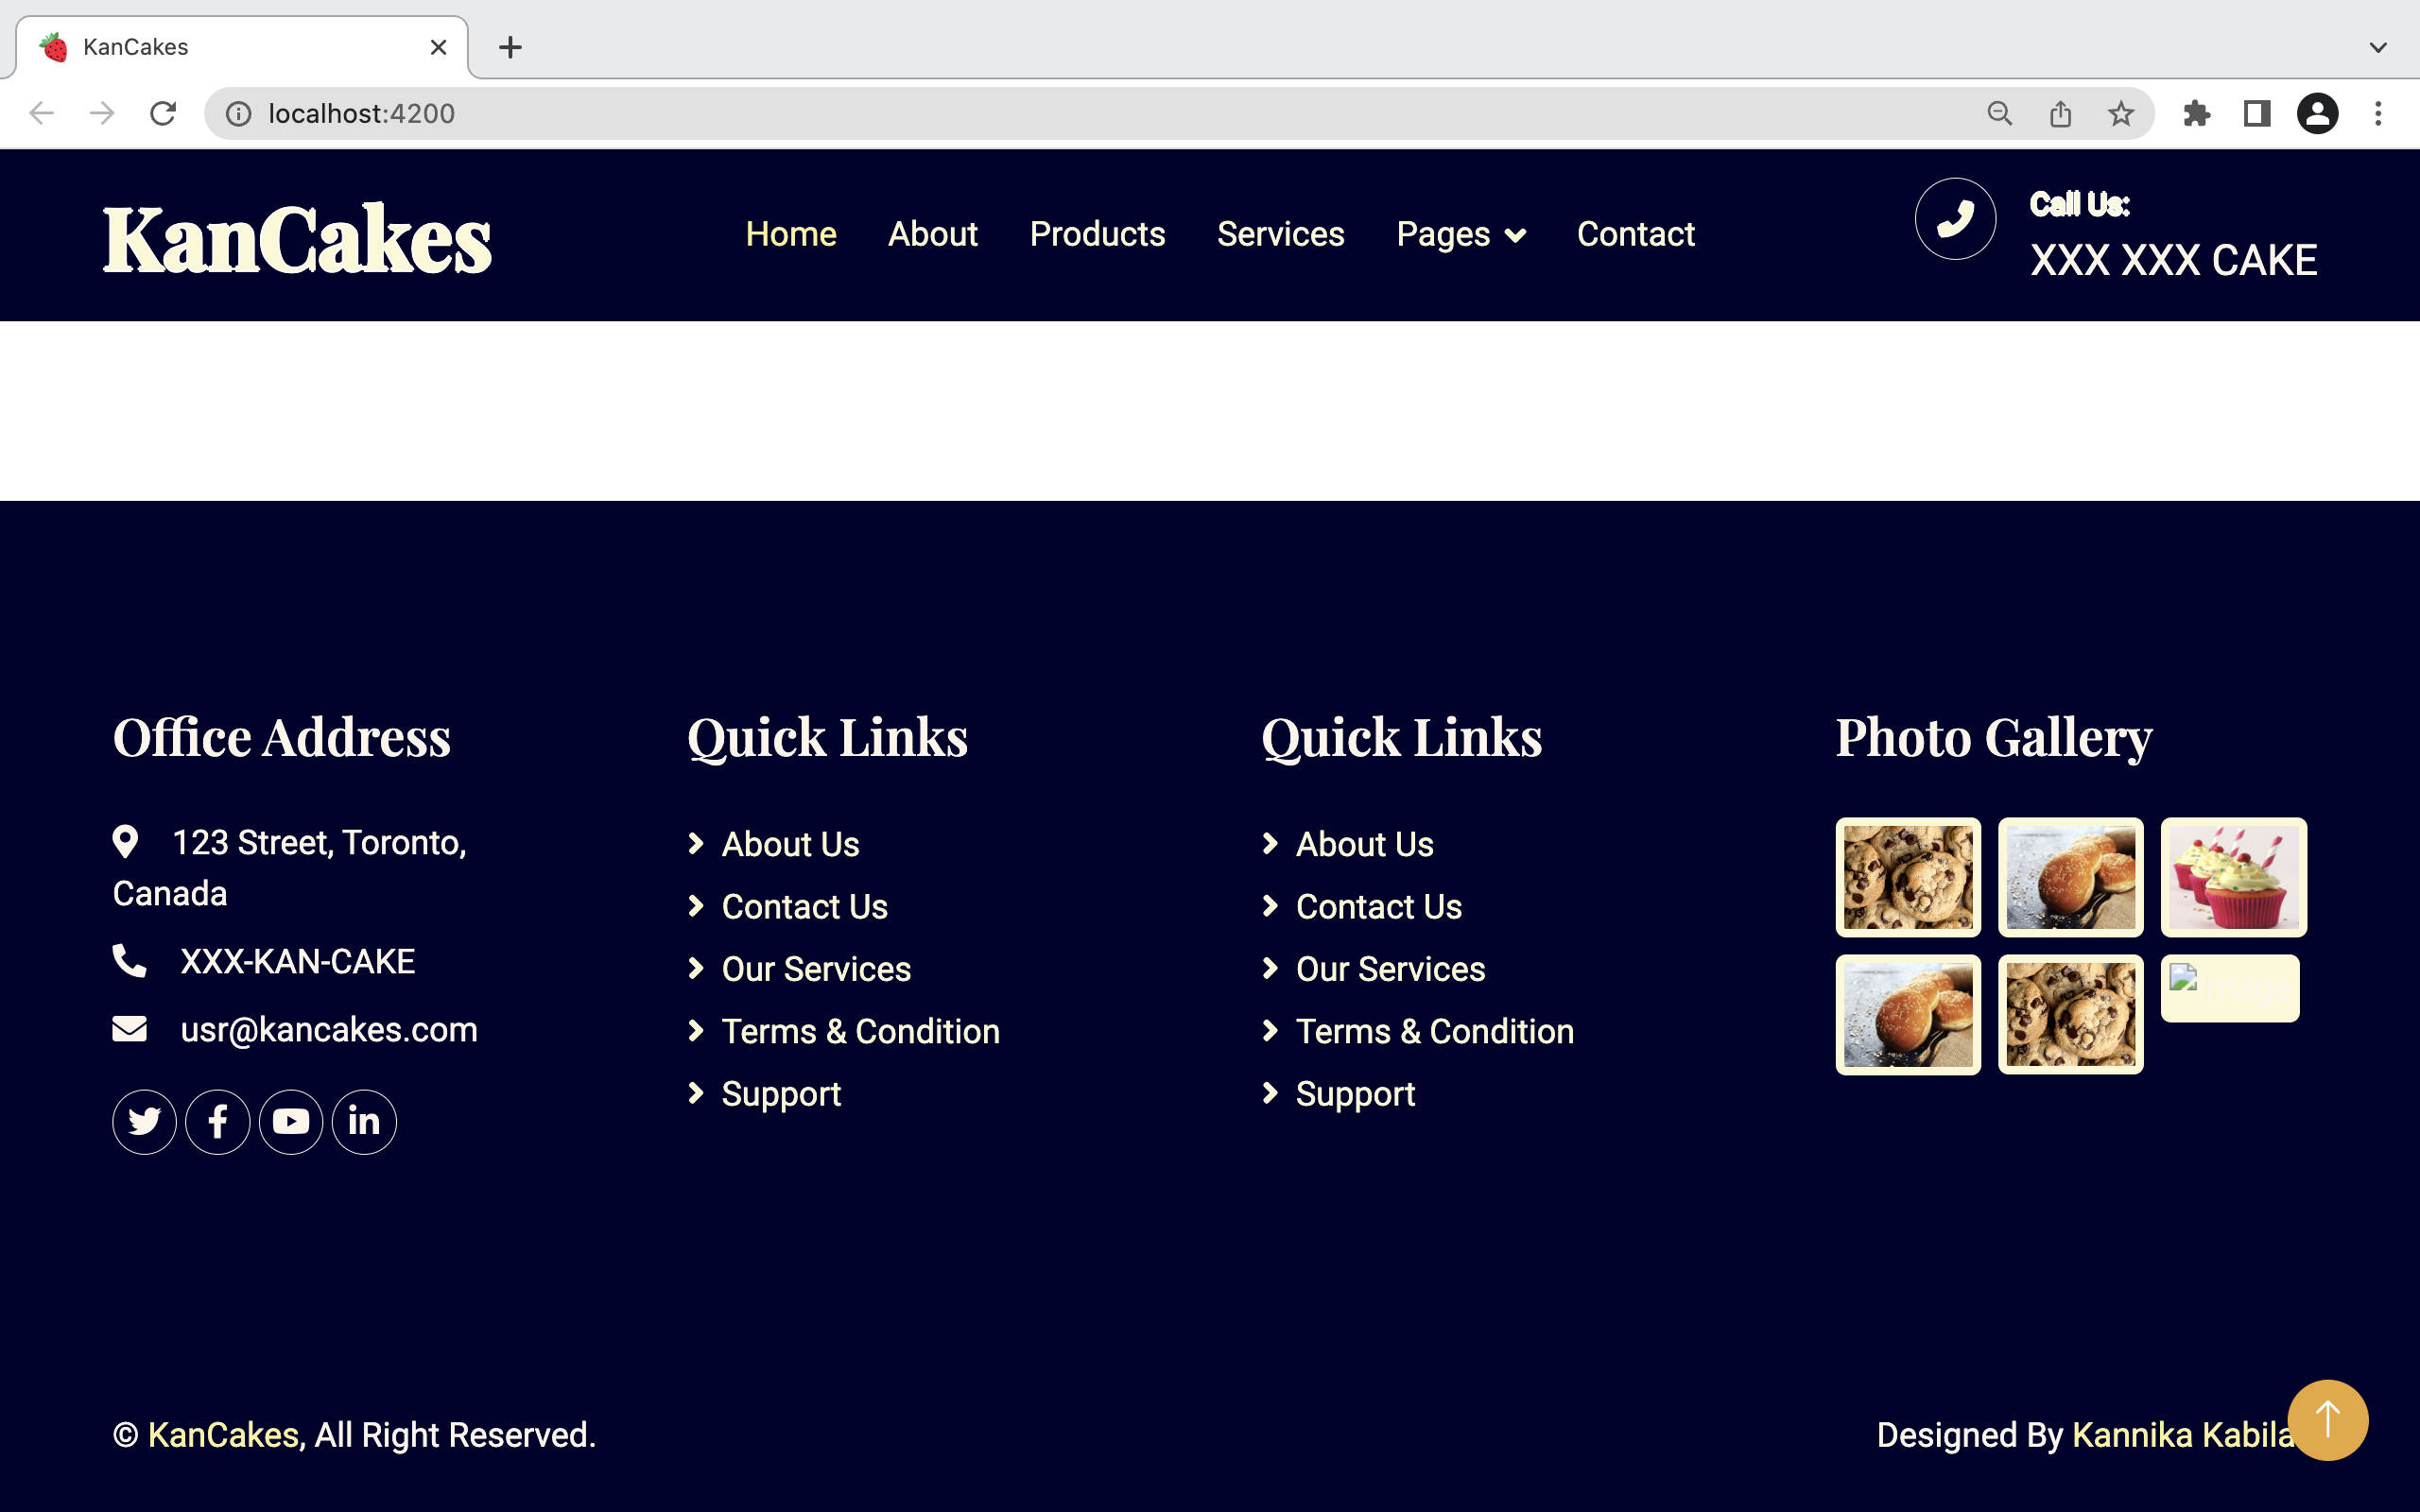 KanCakes
localhost:4200
KanCakes
Home About Products Services Pages Contact
Call Us:
XXX XXX CAKE
Office Address
123 Street, Toronto,
Canada
XXX-KAN-CAKE
usr@kancakes.com
Quick Links
About Us
Contact Us
Our Services
Terms & Condition
Support
Quick Links
About Us
Contact Us
Our Services
Terms & Condition
Support
Photo Gallery
© KanCakes, All Right Reserved.
Designed By Kannika Kabila